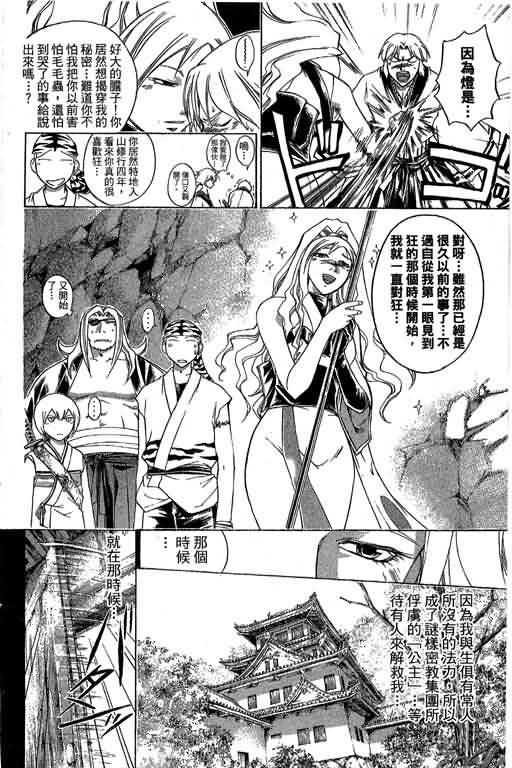 因為燈是…
…
好大的膽子！你
居然想揭穿我的
秘密…難道你不
怕我把你以前害
怕毛毛蟲，還怕
到哭了的事給說
出來嗎…？
嗚…
你居然特地入
山修行四年，
看來你真的很
喜歡狂…
對呀…雖然那已經是
很久以前的事了…不
過自從我第一眼見到
狂的那個時候開始，
我就一直對狂…
又開始
了…
…
…
那個
時候
…
因為我與生俱有常人
所沒有的法力，所以
成了謎樣密教集團所
俘虜的「公主」…等
待有人來解救我…
就在那時候…